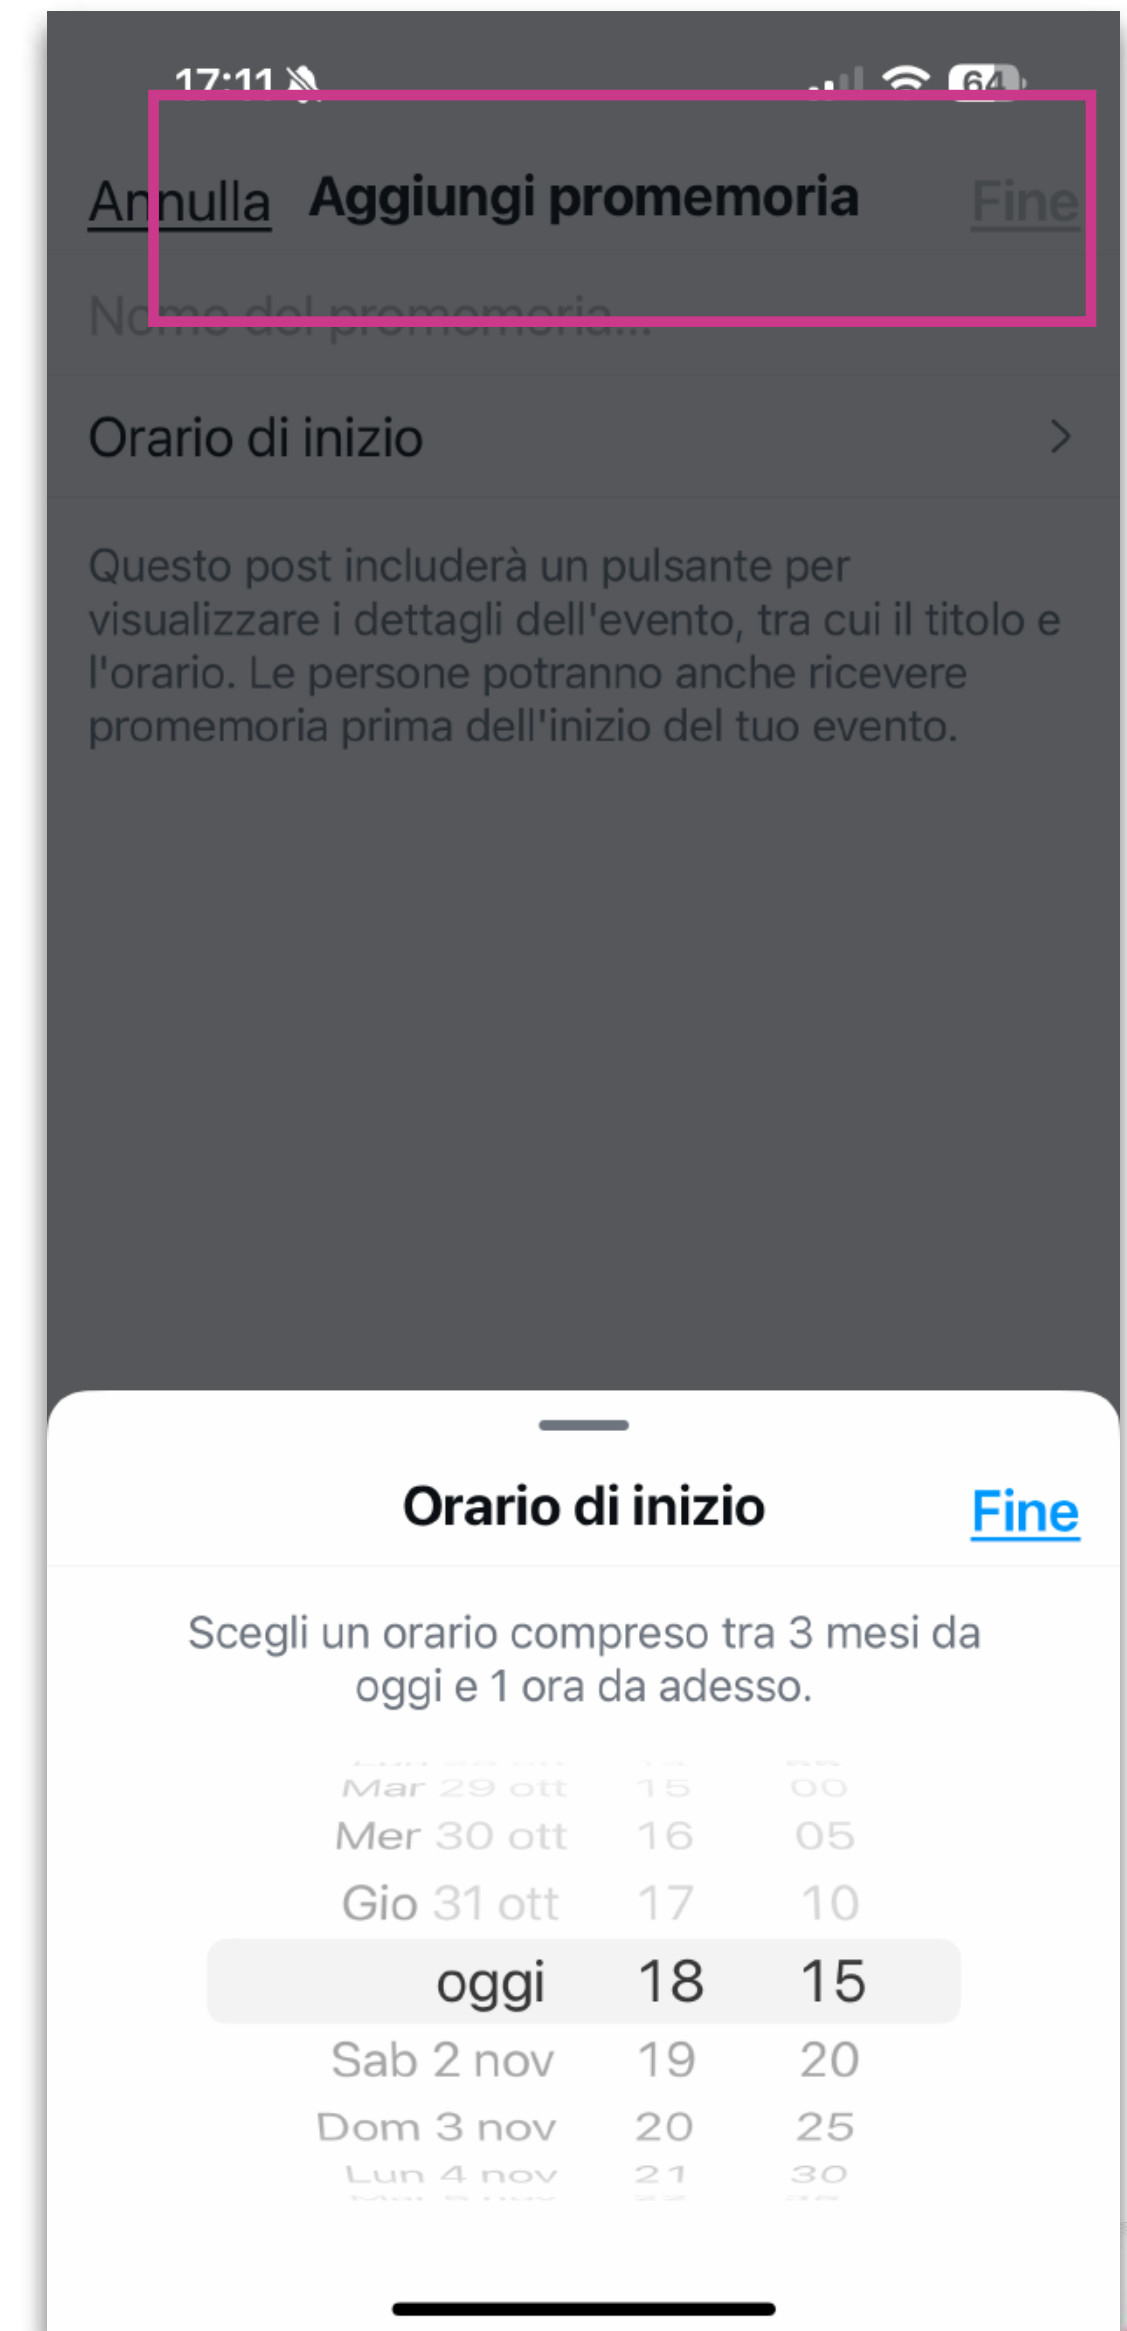 17:11
64
Annulla Aggiungi promemoria Fine
Nome del promemoria...
Orario di inizio
Questo post includerà un pulsante per
visualizzare i dettagli dell'evento, tra cui il titolo e
l'orario. Le persone potranno anche ricevere
promemoria prima dell'inizio del tuo evento.
Orario di inizio Fine
Scegli un orario compreso tra 3 mesi da
oggi e 1 ora da adesso.
Mar 29 ott 15 00
Mer 30 ott 16 05
Gio 31 ott 17 10
oggi 18 15
Sab 2 nov 19 20
Dom 3 nov 20 25
Lun 4 nov 21 30